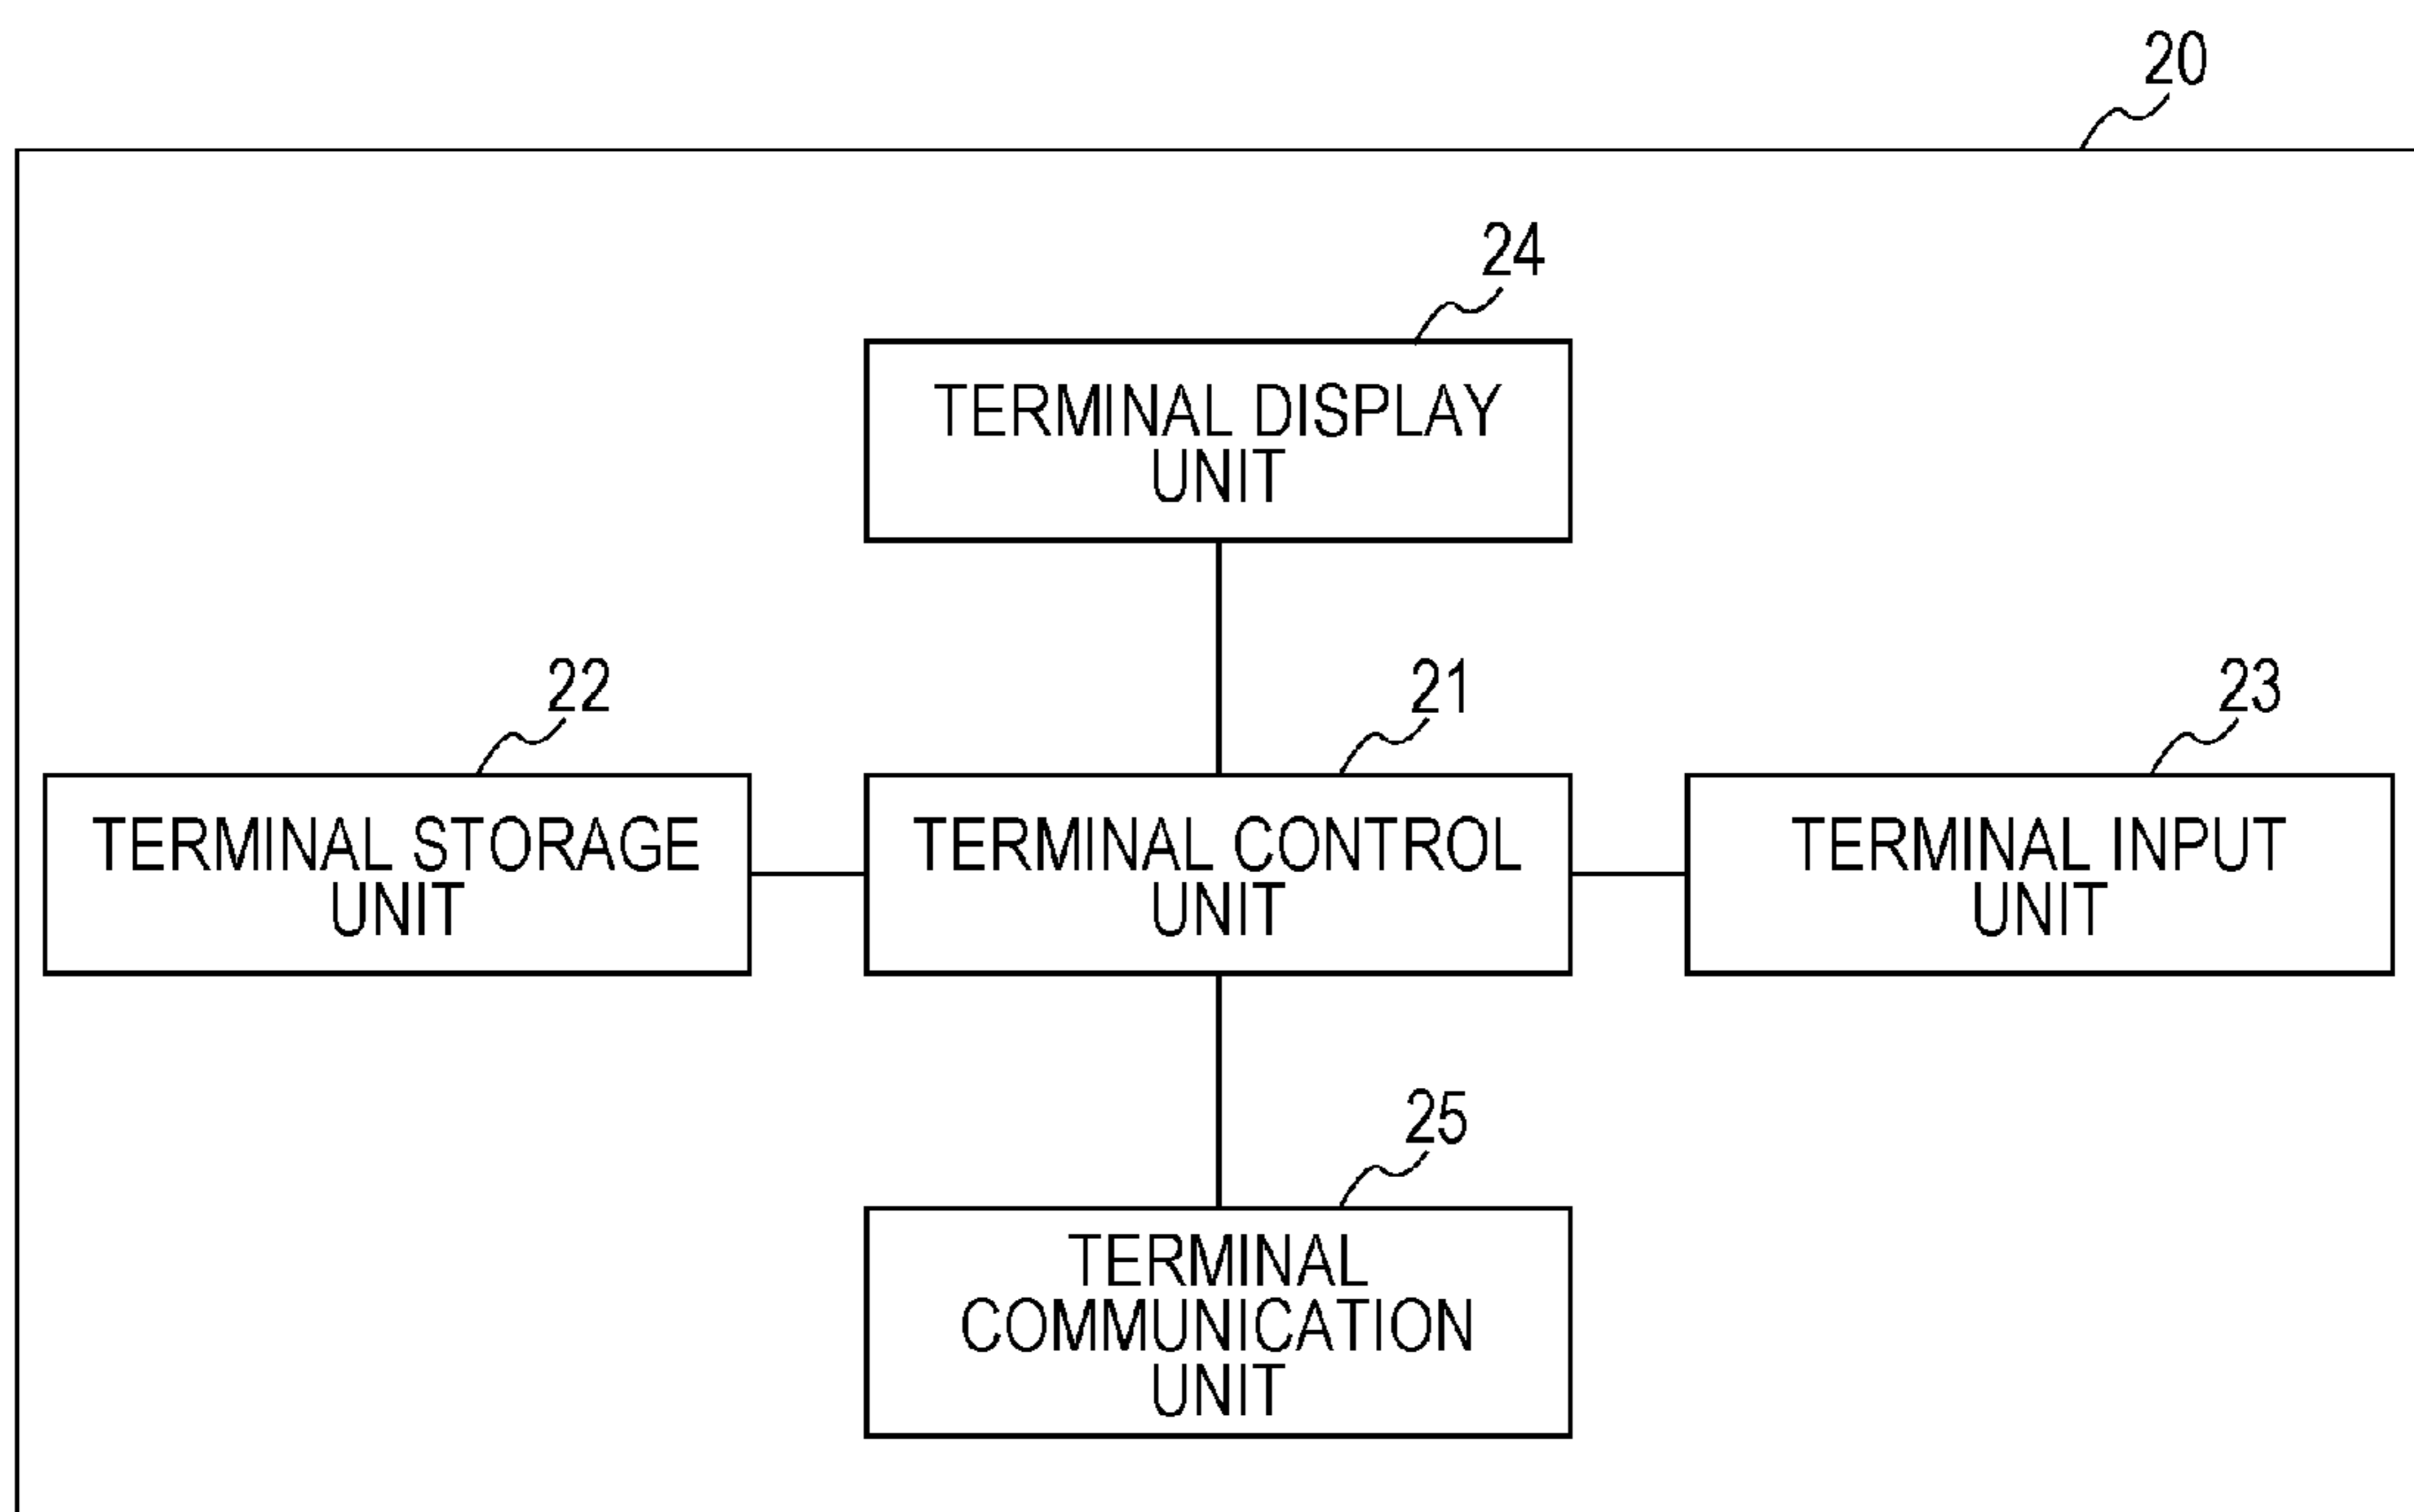 20
24
TERMINAL DISPLAY
UNIT
22
21
23
TERMINAL STORAGE
UNIT
TERMINAL CONTROL
UNIT
TERMINAL INPUT
UNIT
25
TERMINAL
COMMUNICATION
UNIT